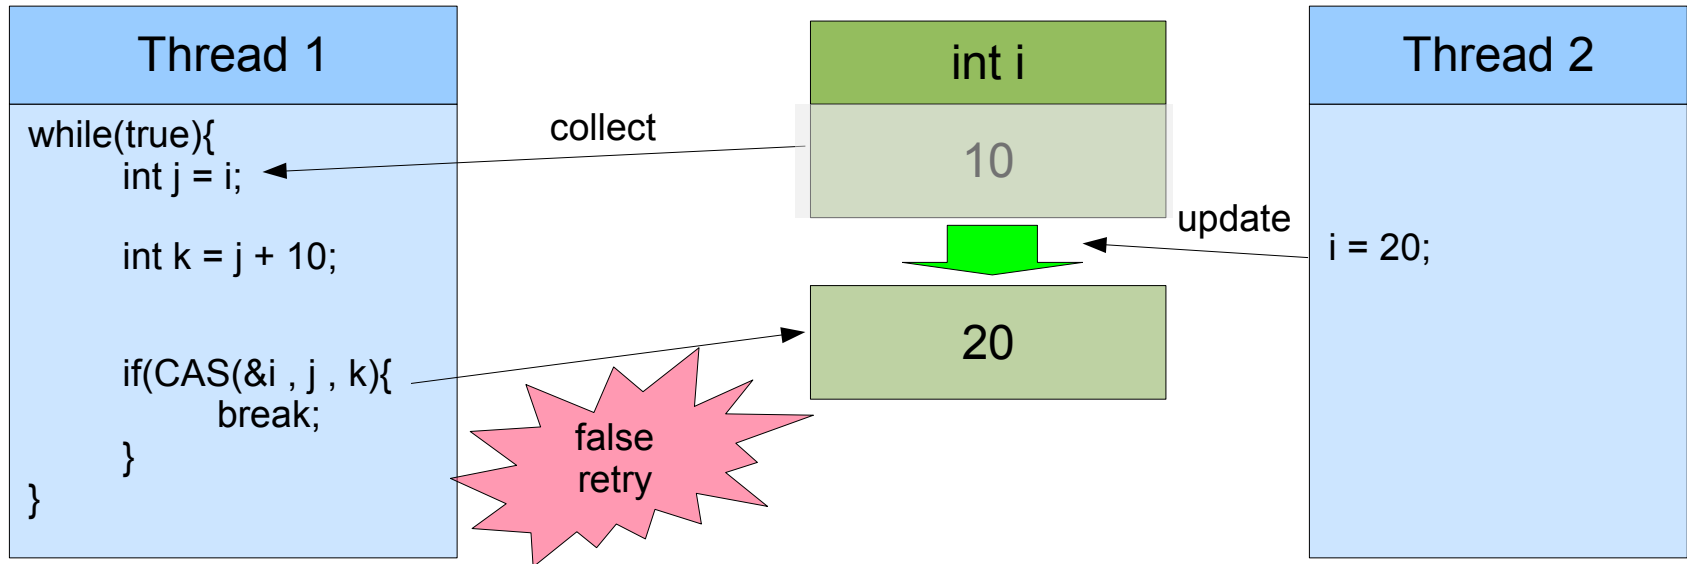 Thread 1
while(true){
int j = i;
int k = j + 10;
if(CAS(&i , j , k){
break;
}
}
collect
int i
10
20
update
false
retry
Thread 2
i = 20;